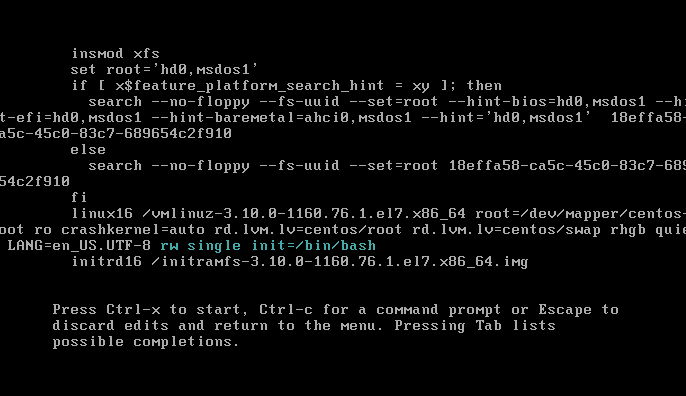 insmod xfs
set root='hd0,msdos1'
if [ x$feature_platform_search_hint = xy ]; then
search --no-floppy --fs-uuid --set=root --hint-bios=hd0,msdos1 --hi
t-efi=hd0,msdos1 --hint-baremetal=ahci0,msdos1 --hint='hd0,msdos1'  18effa58-
a5c-45c0-83c7-689654c2f910
else
search --no-floppy --fs-uuid --set=root 18effa58-ca5c-45c0-83c7-689
54c2f910
fi
linux16 /vmlinuz-3.10.0-1160.76.1.el7.x86_64 root=/dev/mapper/centos-
oot ro crashkernel=auto rd.lvm.lv=centos/root rd.lvm.lv=centos/swap rhgb quie
LANG=en_US.UTF-8 rw single init=/bin/bash
initrd16 /initramfs-3.10.0-1160.76.1.el7.x86_64.img
Press Ctrl-x to start, Ctrl-c for a command prompt or Escape to
discard edits and return to the menu. Pressing Tab lists
possible completions.